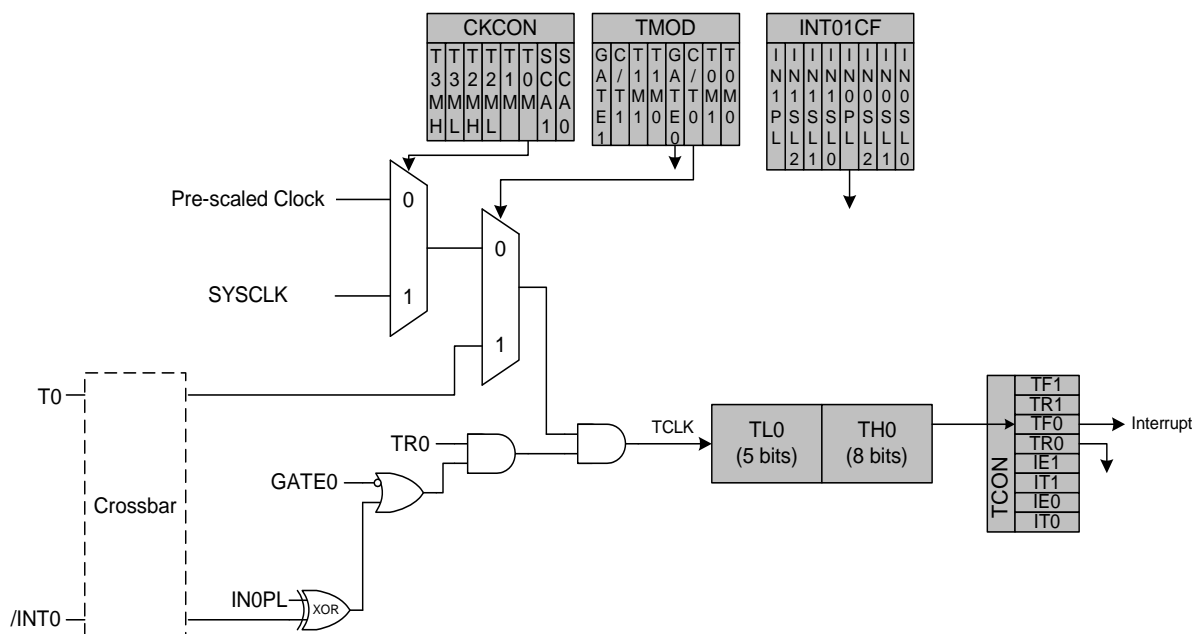 CKCON
T3MH
T3ML
T2MH
T2ML
T1M
T0M
SCA1
SCA0
TMOD
GATE1
C/T1
T1M1
T1M0
GATE0
C/T0
T0M1
T0M0
INT01CF
IN1PL
IN1SL2
IN1SL1
IN1SL0
IN0PL
IN0SL2
IN0SL1
IN0SL0
Pre-scaled Clock
0
SYSCLK
1
0
1
T0
Crossbar
/INT0
TR0
GATE0
IN0PL
XOR
TCLK
TL0
(5 bits)
TH0
(8 bits)
TCON
TF1
TR1
TF0
TR0
IE1
IT1
IE0
IT0
Interrupt